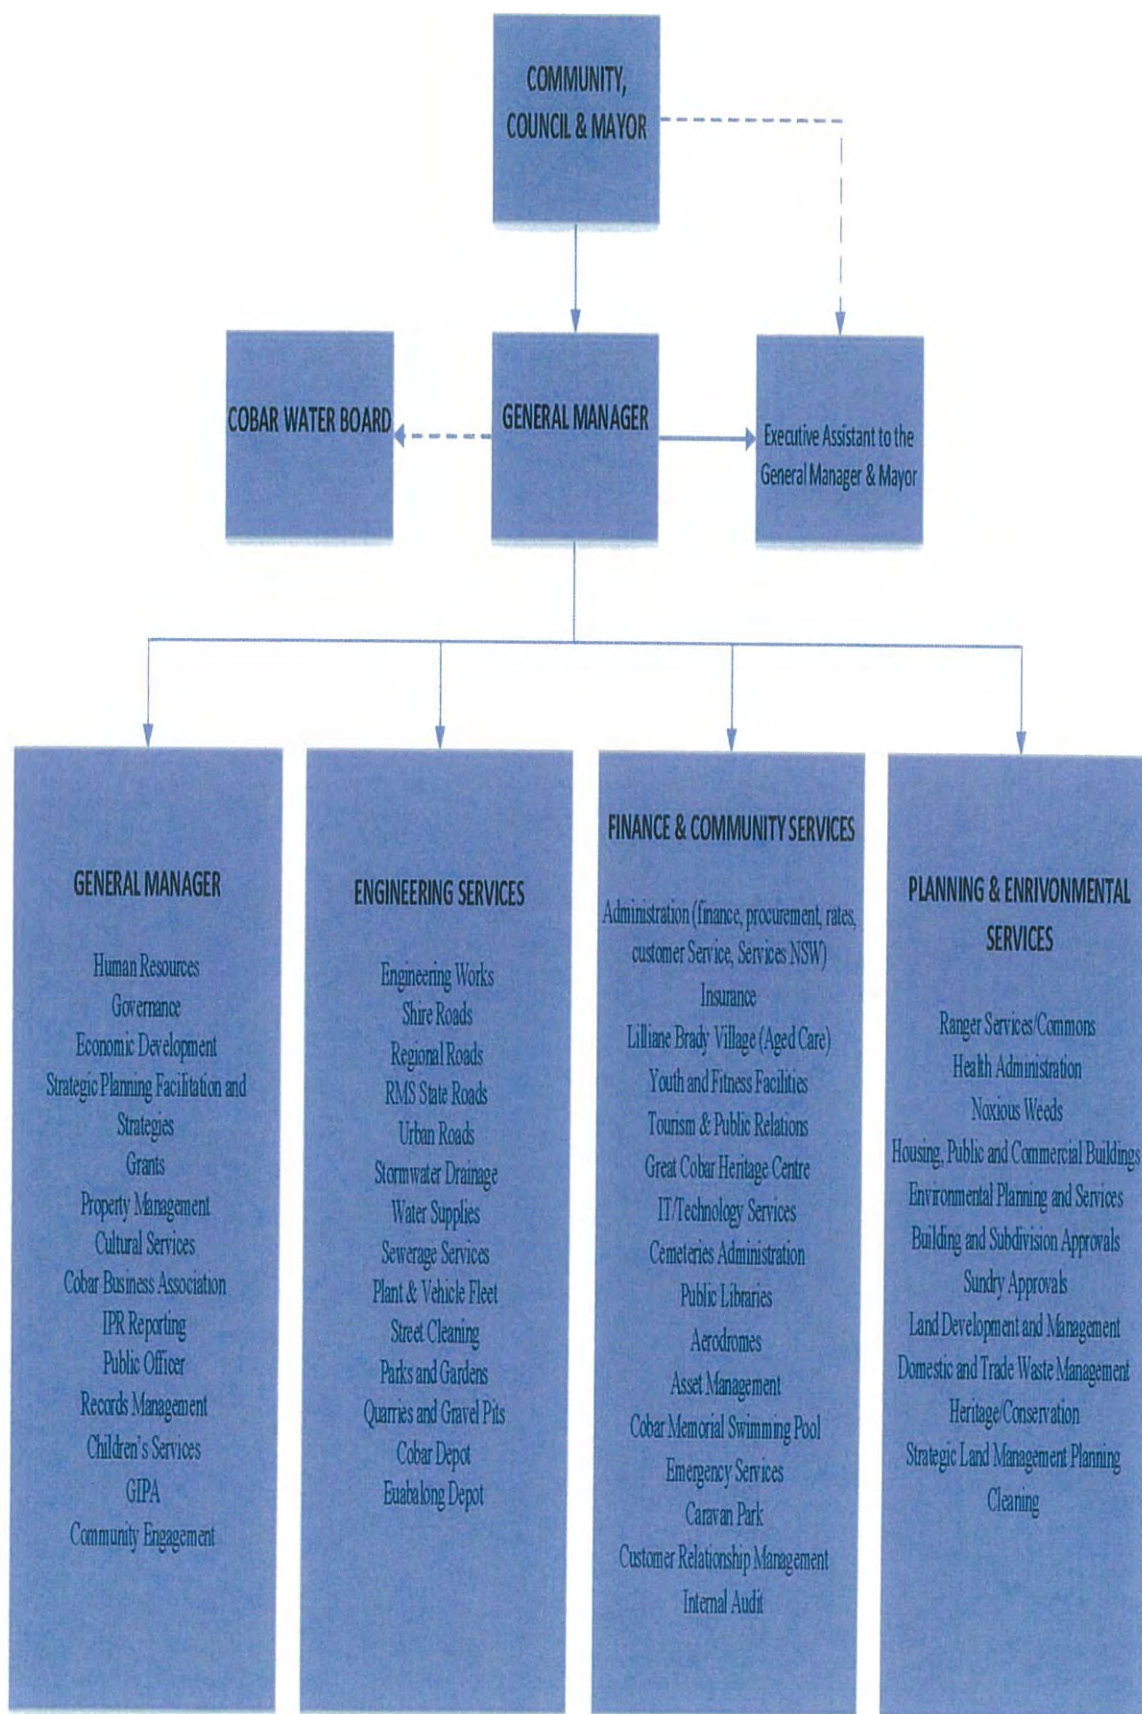 COMMUNITY,
COUNCIL & MAYOR
COBAR WATER BOARD
GENERAL MANAGER
Executive Assistant to the
General Manager & Mayor
GENERAL MANAGER
Human Resources
Governance
Economic Development
Strategic Planning Facilitation and
Strategies
Grants
Property Management
Cultural Services
Cobar Business Association
IPR Reporting
Public Officer
Records Management
Children's Services
GIPA
Community Engagement
ENGINEERING SERVICES
Engineering Works
Shire Roads
Regional Roads
RMS State Roads
Urban Roads
Stormwater Drainage
Water Supplies
Sewerage Services
Plant & Vehicle Fleet
Street Cleaning
Parks and Gardens
Quarries and Gravel Pits
Cobar Depot
Euabalong Depot
FINANCE & COMMUNITY SERVICES
Administration (finance, procurement, rates,
customer Service, Services NSW)
Insurance
Lilliane Brady Village (Aged Care)
Youth and Fitness Facilities
Tourism & Public Relations
Great Cobar Heritage Centre
IT/Technology Services
Cemeteries Administration
Public Libraries
Aerodromes
Asset Management
Cobar Memorial Swimming Pool
Emergency Services
Caravan Park
Customer Relationship Management
Internal Audit
PLANNING & ENRIVONMENTAL
SERVICES
Ranger Services/Commons
Health Administration
Noxious Weeds
Housing, Public and Commercial Buildings
Environmental Planning and Services
Building and Subdivision Approvals
Sundry Approvals
Land Development and Management
Domestic and Trade Waste Management
Heritage/Conservation
Strategic Land Management Planning
Cleaning